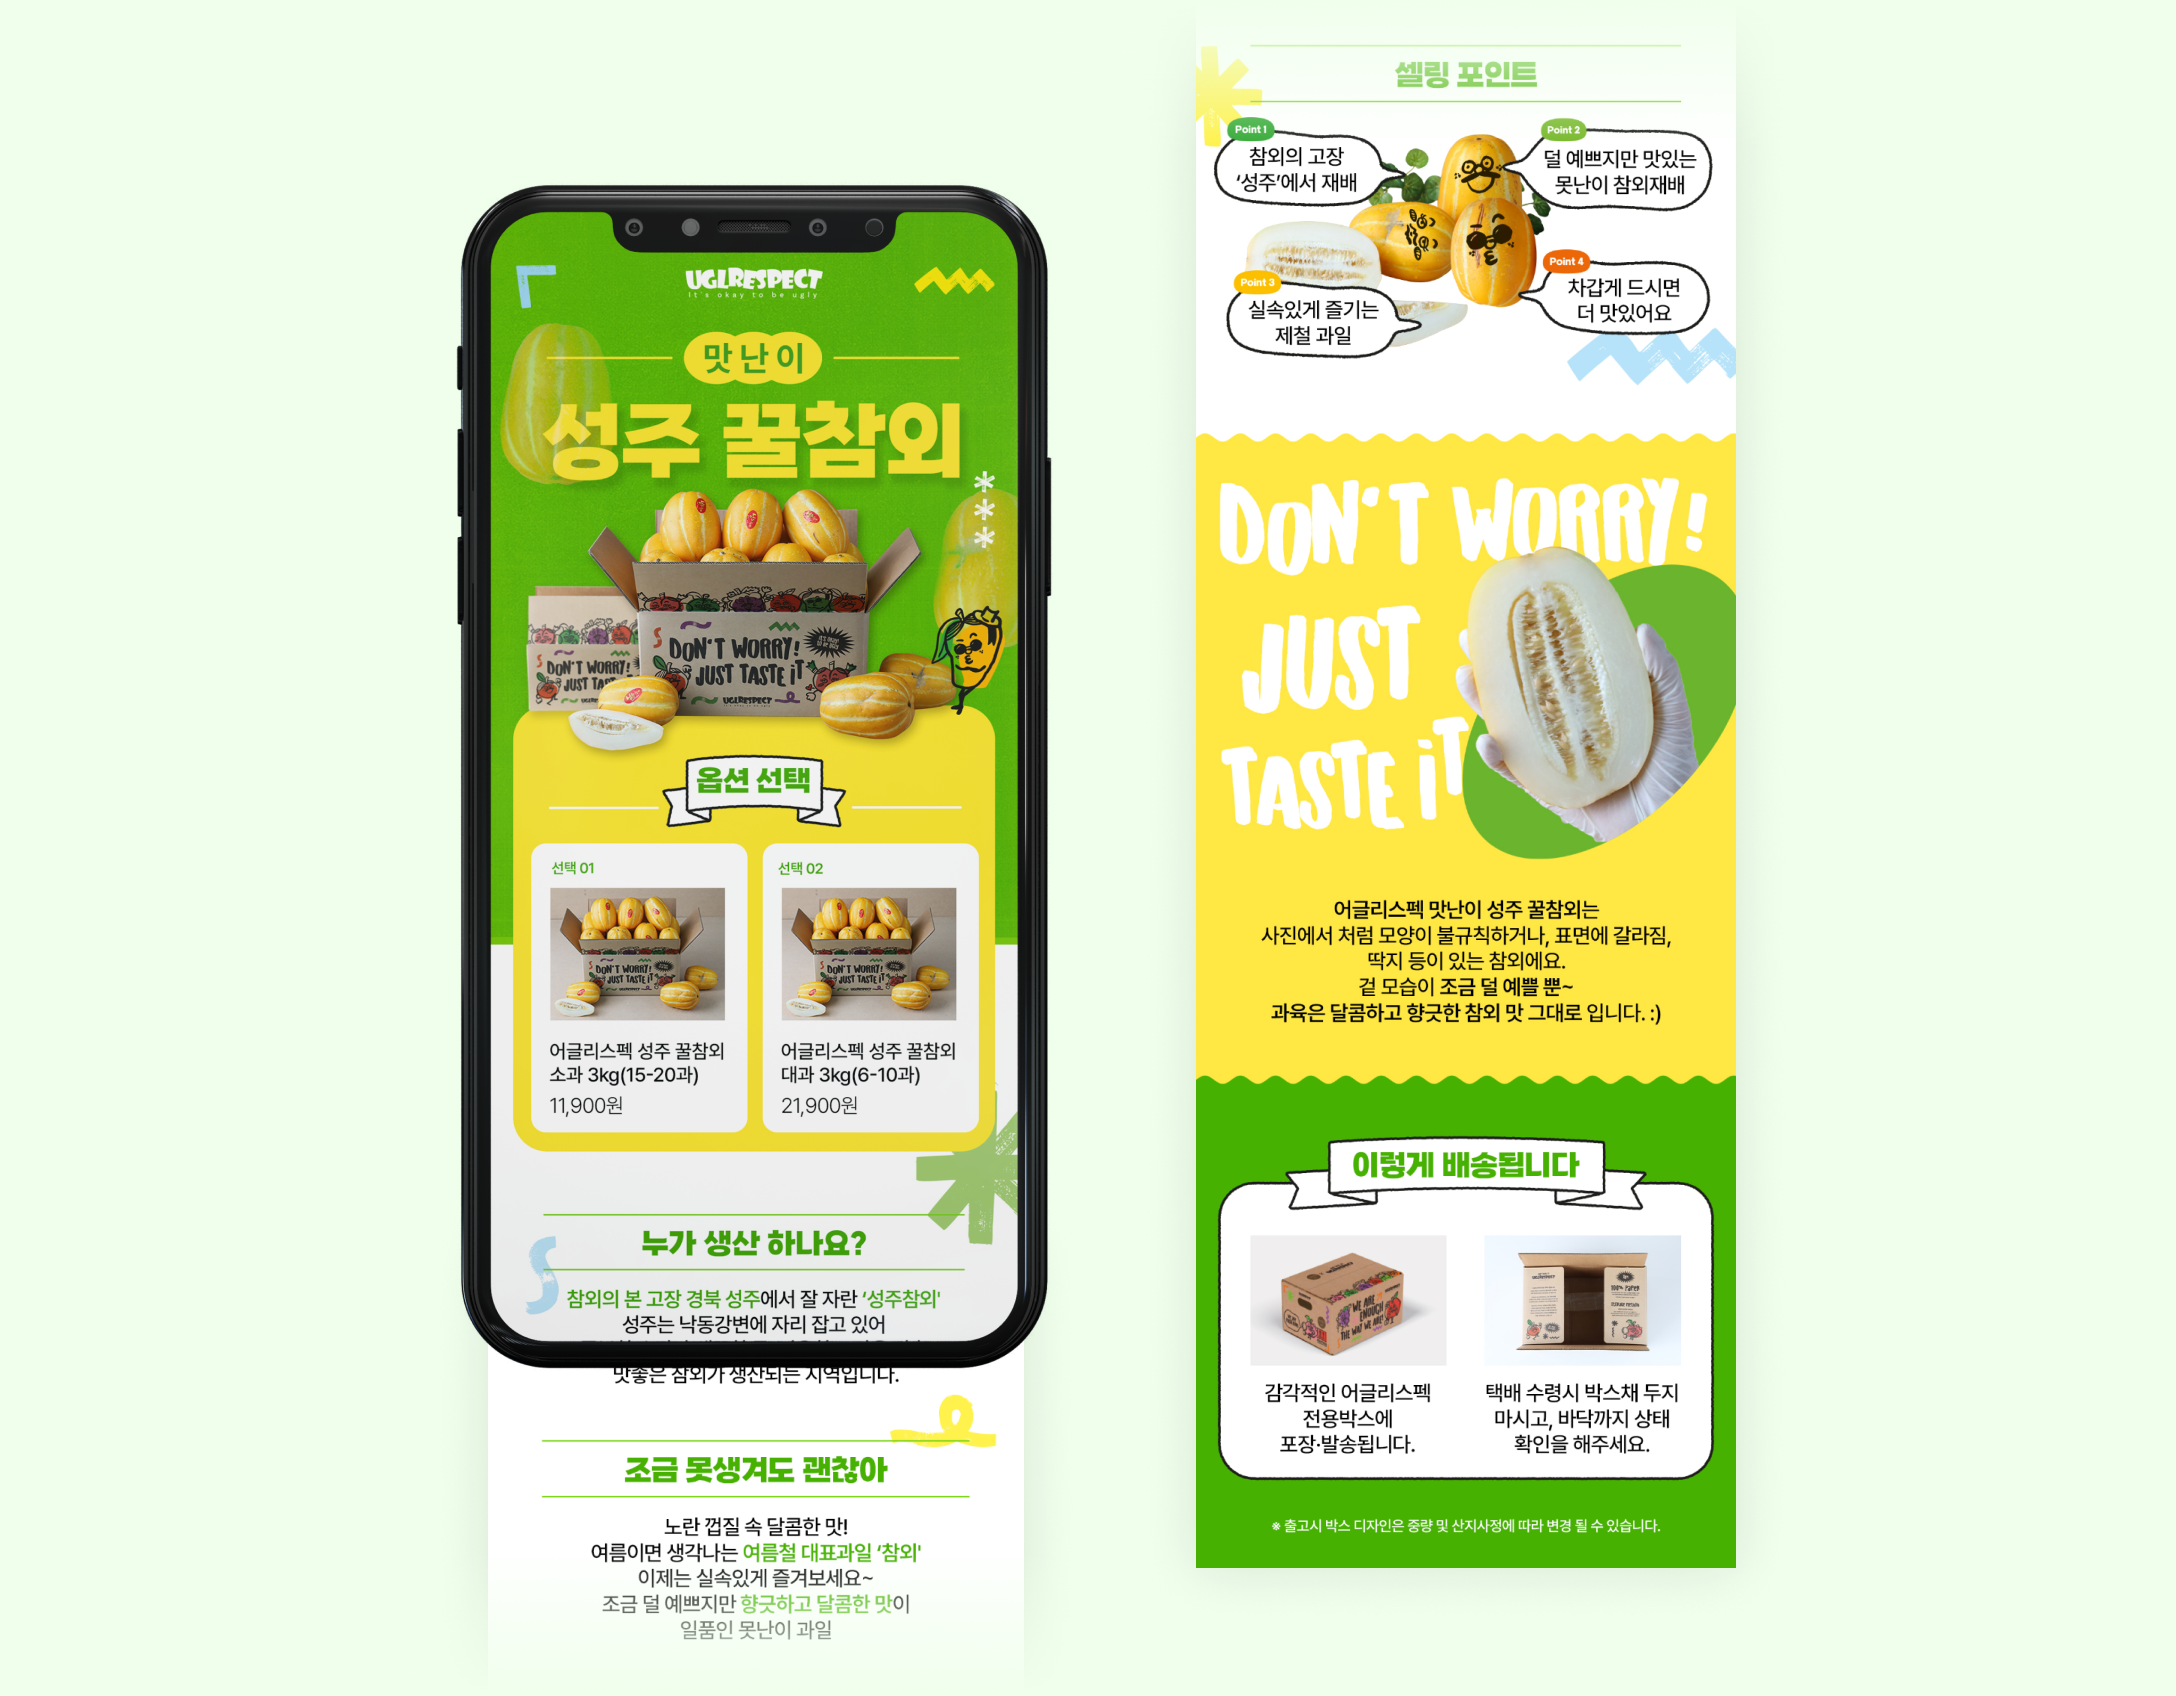 UGLRESPECT
It's okay to be ugly
맛난이
성주 꿀참외
DON'T WORRY!
JUST TASTE iT
UGLRESPECT
DON'T WORRY!
옵션 선택
선택 01
DON'T WORRY!
JUST TASTE iT
어글리스펙 성주 꿀참외
소과 3kg(15-20과)
11,900원
선택 02
DON'T WORRY!
JUST TASTE iT
어글리스펙 성주 꿀참외
대과 3kg(6-10과)
21,900원
누가 생산 하나요?
참외의 본 고장 경북 성주에서 잘 자란 '성주참외'
성주는 낙동강변에 자리 잡고 있어
맛좋은 참외가 생산되는 지역입니다.
조금 못생겨도 괜찮아
노란 껍질 속 달콤한 맛!
여름이면 생각나는 여름철 대표과일 '참외'
이제는 실속있게 즐겨보세요~
조금 덜 예쁘지만 향긋하고 달콤한 맛이
일품인 못난이 과일
셀링 포인트
Point 1
참외의 고장
'성주'에서 재배
Point 2
덜 예쁘지만 맛있는
못난이 참외재배
Point 3
실속있게 즐기는
제철 과일
Point 4
차갑게 드시면
더 맛있어요
DON'T WORRY!
JUST
TASTE iT
어글리스펙 맛난이 성주 꿀참외는
사진에서 처럼 모양이 불규칙하거나, 표면에 갈라짐,
딱지 등이 있는 참외에요.
겉 모습이 조금 덜 예쁠 뿐~
과육은 달콤하고 향긋한 참외 맛 그대로 입니다. :)
이렇게 배송됩니다
WE ARE
ENOUGH
THE WAY WE ARE!
감각적인 어글리스펙
전용박스에
포장·발송됩니다.
택배 수령시 박스채 두지
마시고, 바닥까지 상태
확인을 해주세요.
※ 출고시 박스 디자인은 중량 및 산지사정에 따라 변경 될 수 있습니다.